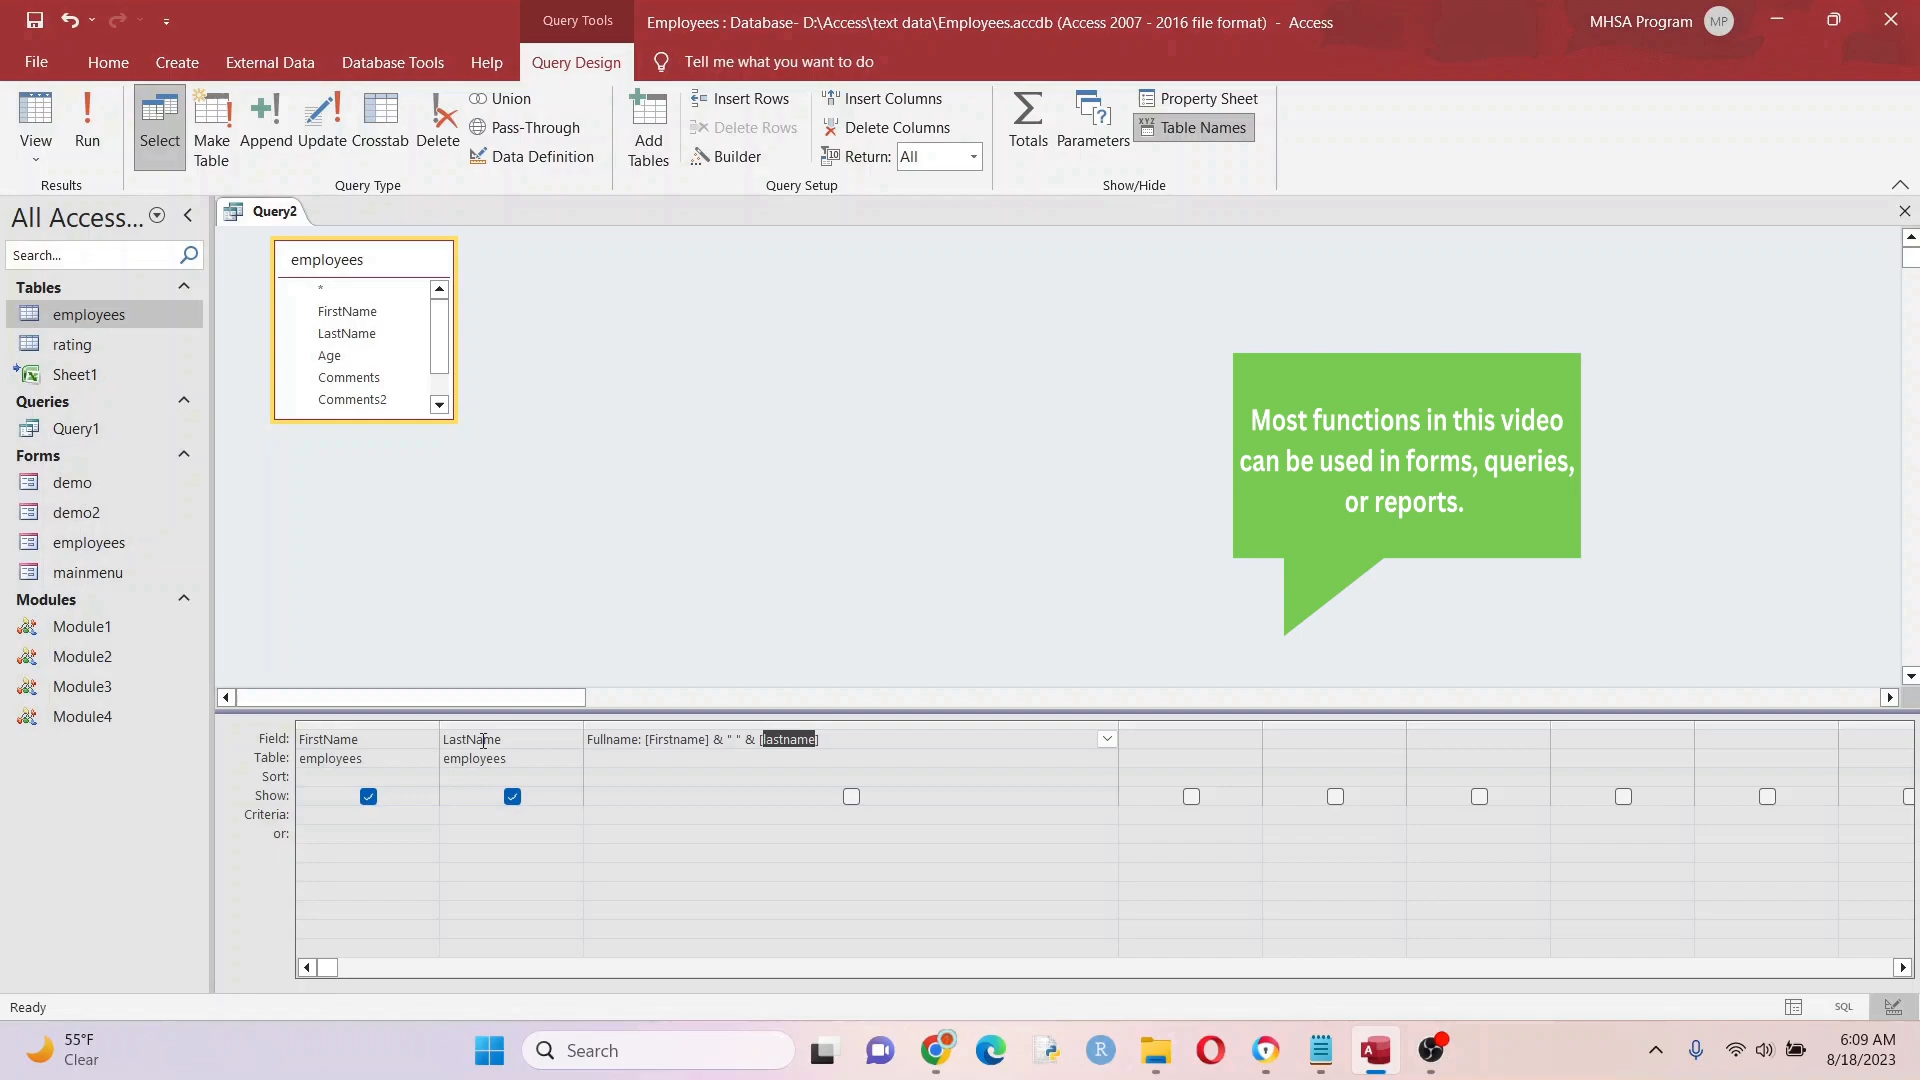 Query Tools
Employees : Database- D:\Access\text data\Employees.accdb (Access 2007 - 2016 file format) - Access
MHSA Program
MP
File
Home
Create
External Data
Database Tools
Help
Query Design
Tell me what you want to do
View
Run
Select
Make
Table
Append
Update
Crosstab
Delete
Union
Pass-Through
Data Definition
Add
Tables
Insert Rows
Delete Rows
Builder
Insert Columns
Delete Columns
Return: All
Totals
Parameters
Property Sheet
Table Names
Results
Query Type
Query Setup
Show/Hide
All Access...
Search...
Tables
employees
rating
Sheet1
Queries
Query1
Forms
demo
demo2
employees
mainmenu
Modules
Module1
Module2
Module3
Module4
Query2
employees
*
FirstName
LastName
Age
Comments
Comments2
Most functions in this video
can be used in forms, queries,
or reports.
Field: FirstName LastName Fullname: [Firstname] & " " & [lastname]
Table: employees employees
Sort:
Show:
Criteria:
or:
Ready
SQL
55°F
Clear
Search
6:09 AM
8/18/2023